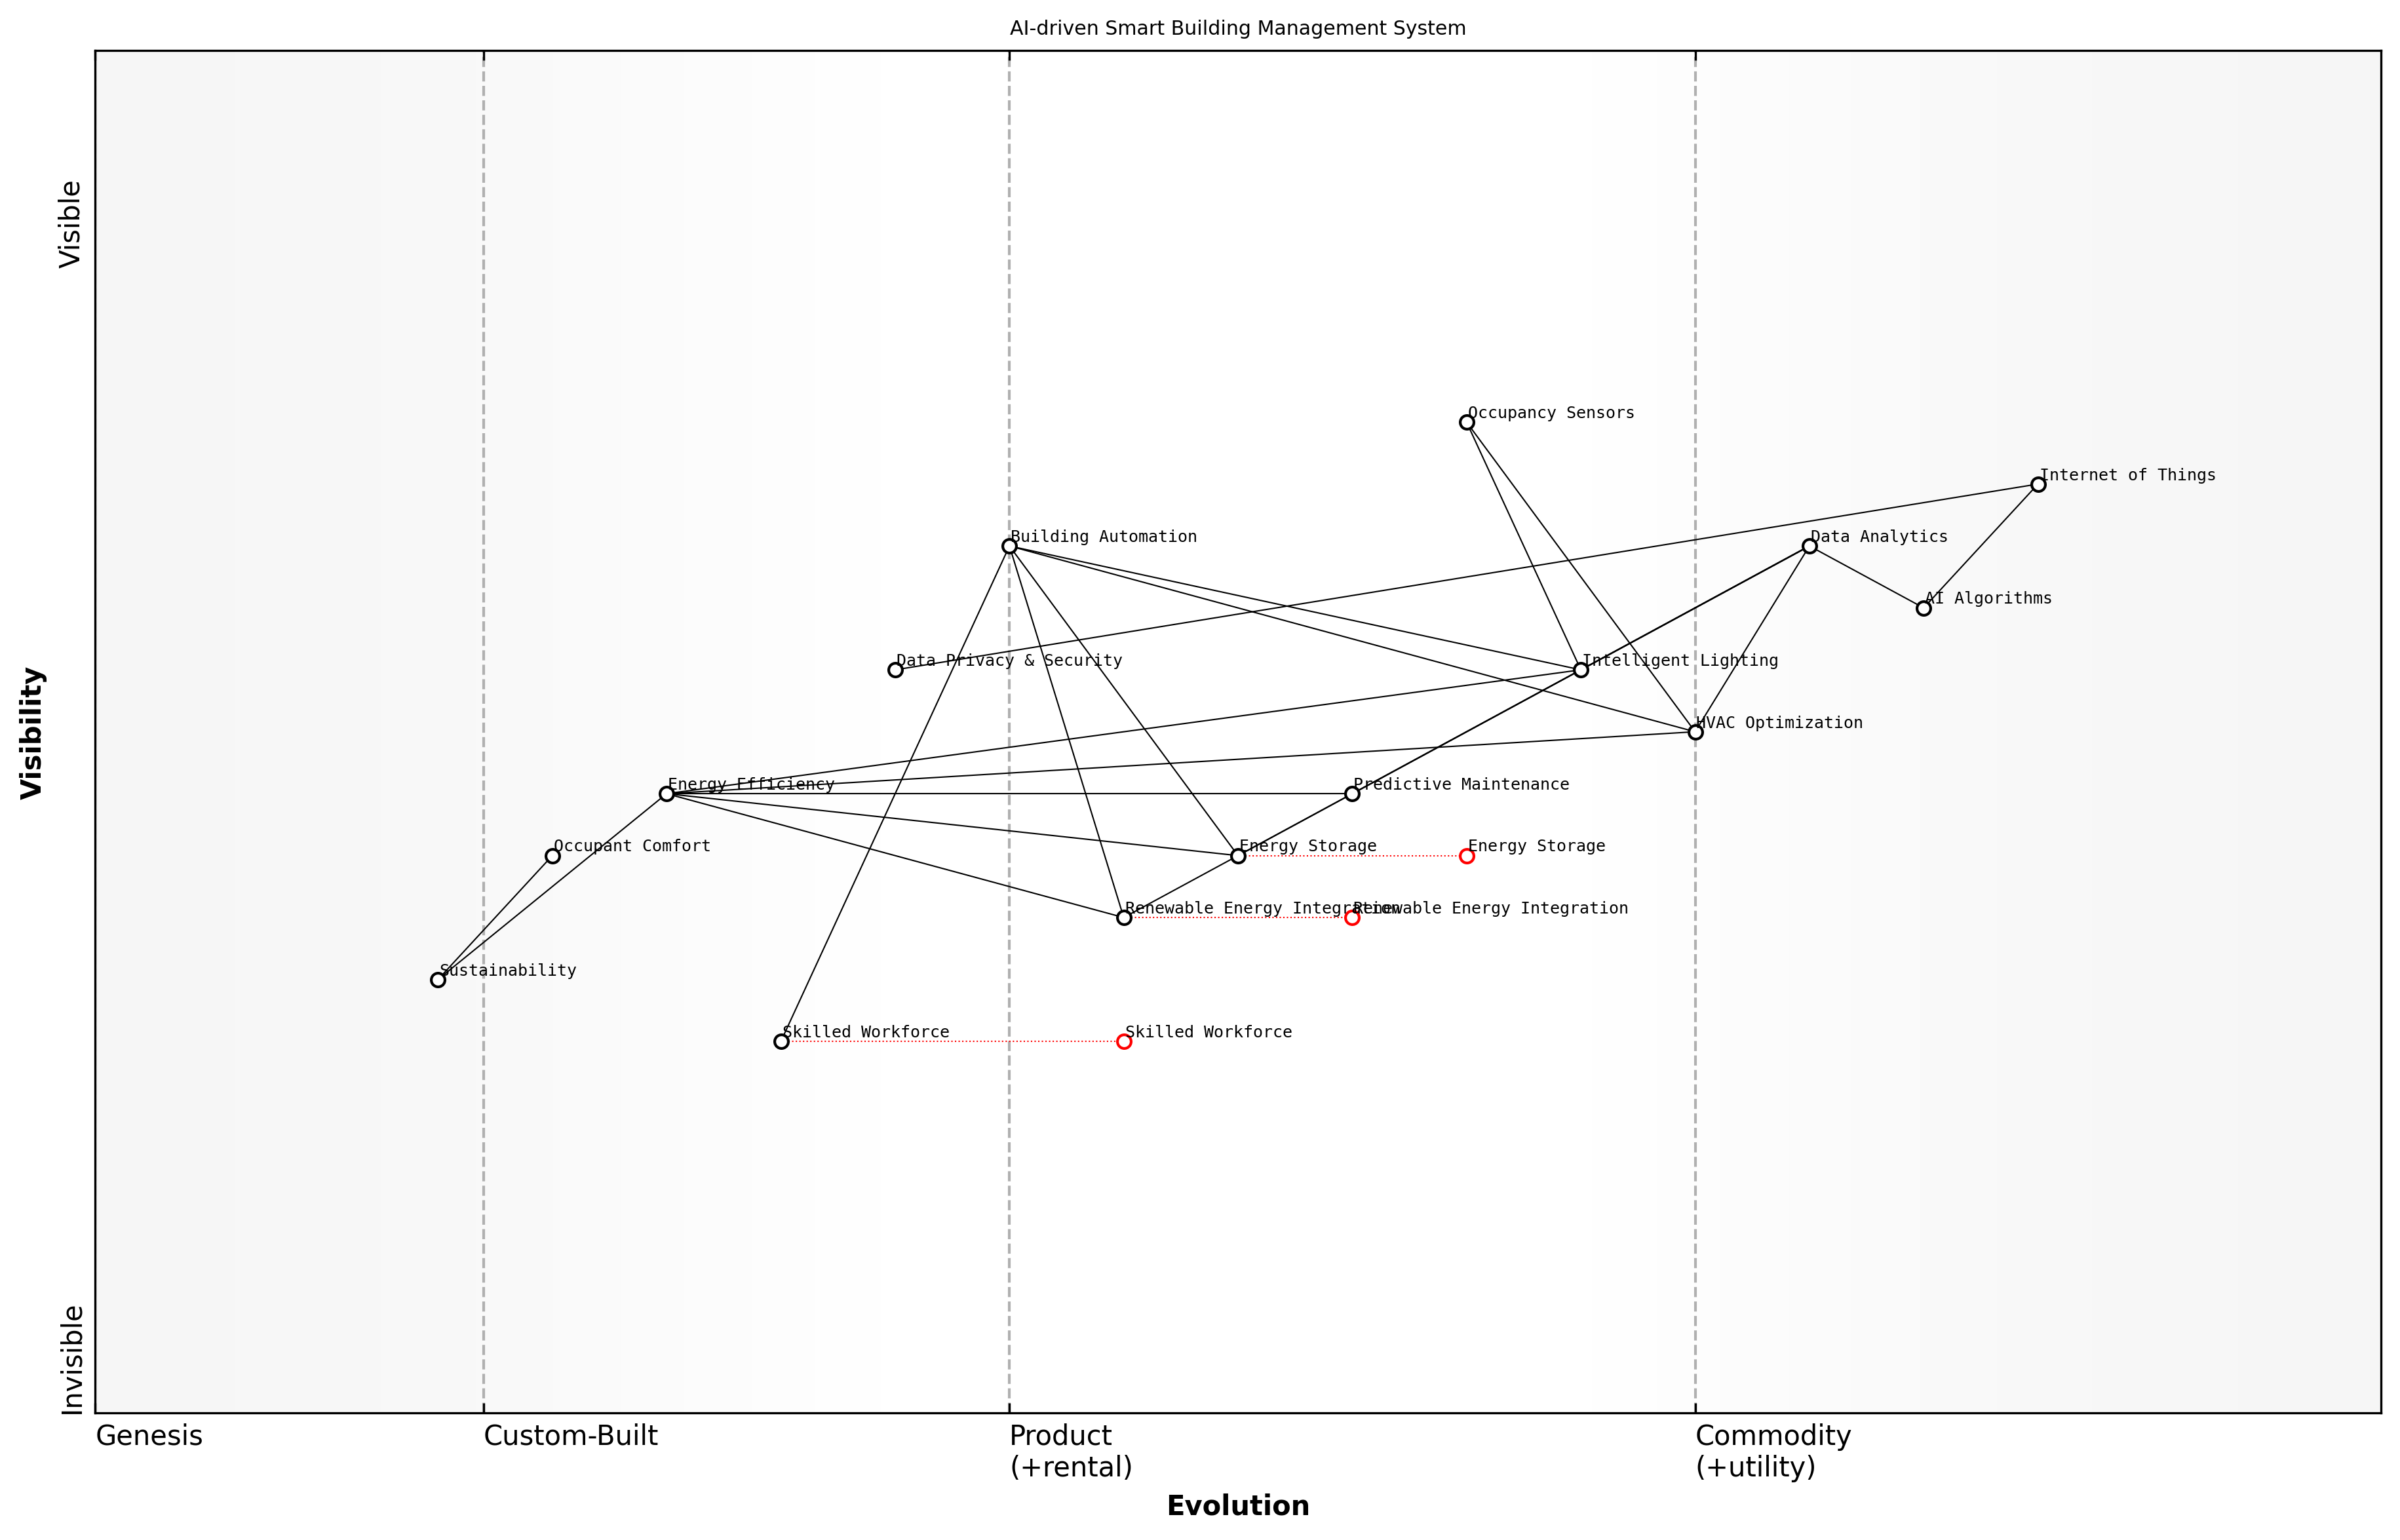 AI-driven Smart Building Management System
Visible
Occupancy Sensors
Internet of Things
Building Automation
Data Analytics
AI Algorithms
Data Privacy & Security
Intelligent Lighting
HVAC Optimization
Visibility
Energy Efficiency
Predictive Maintenance
Occupant Comfort
Energy Storage
Energy Storage
Renewable Energy Integration
Renewable Energy Integration
Sustainability
Skilled Workforce
Skilled Workforce
Invisible
Genesis
Custom-Built
Product
(+rental)
Commodity
(+utility)
Evolution